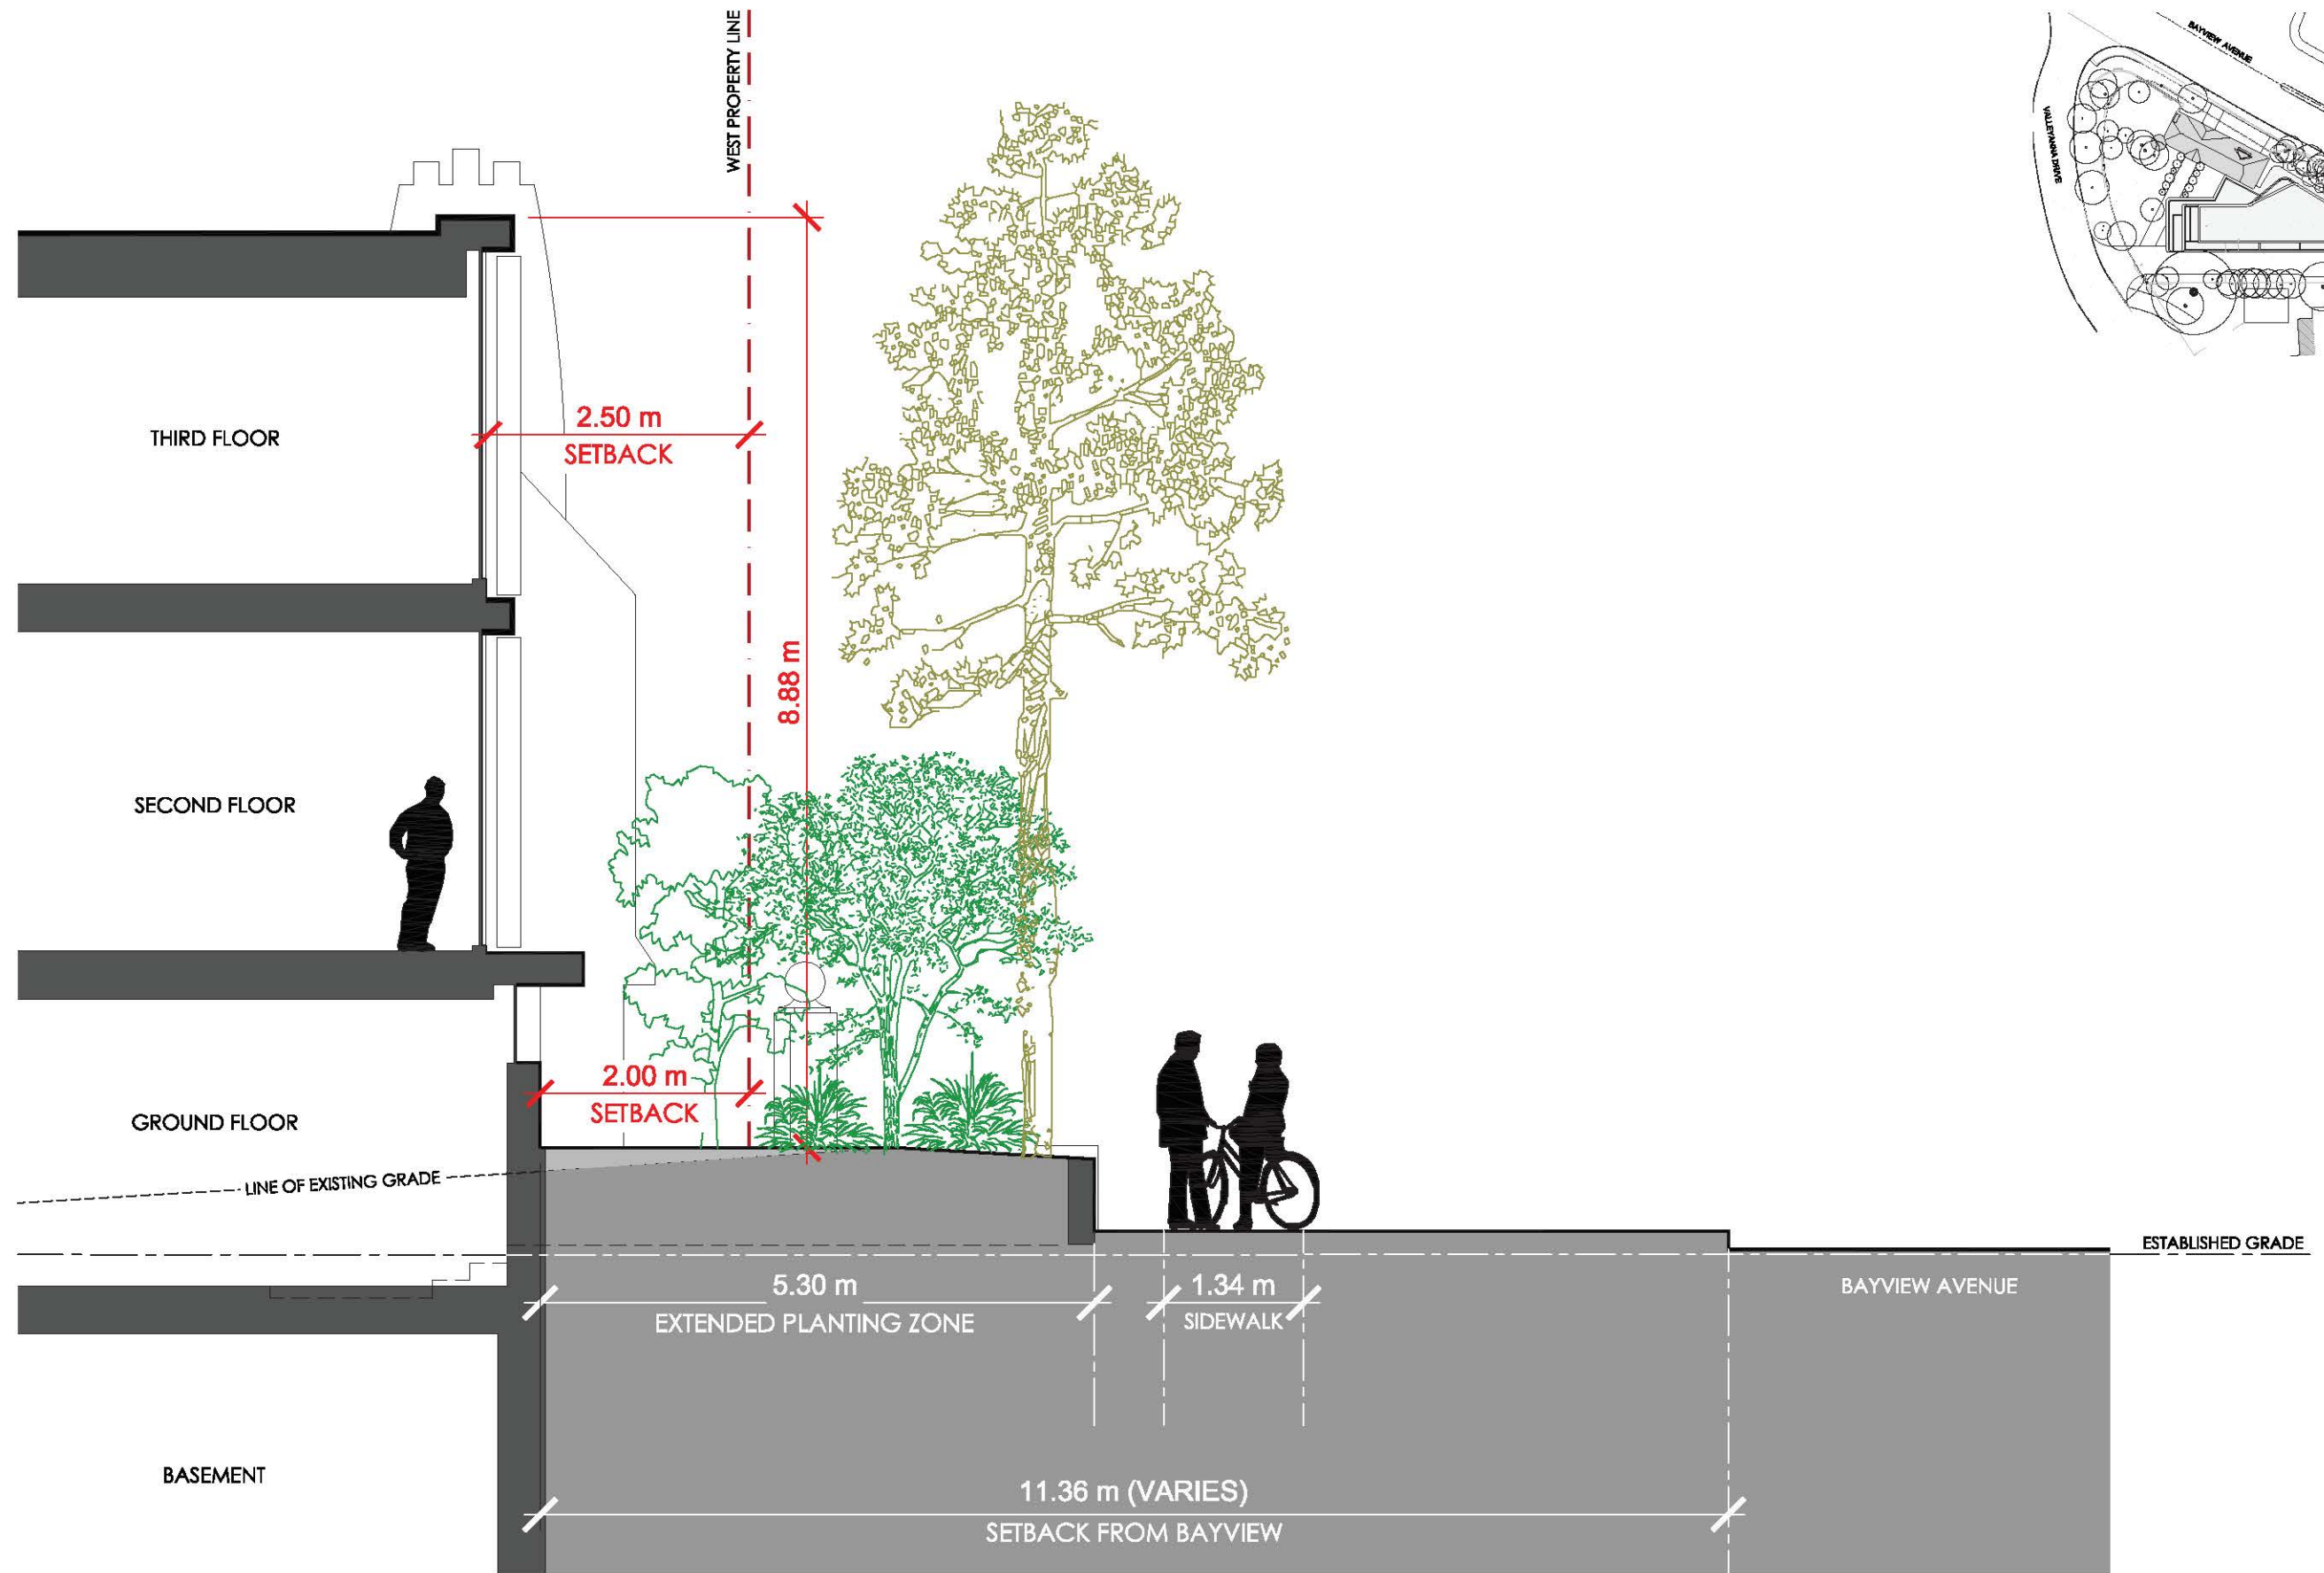 WEST PROPERTY LINE
BAYVIEW AVENUE
VALLEYANNA DRIVE
2.50 m
SETBACK
THIRD FLOOR
8.88 m
SECOND FLOOR
2.00 m
SETBACK
GROUND FLOOR
LINE OF EXISTING GRADE
ESTABLISHED GRADE
5.30 m
EXTENDED PLANTING ZONE
1.34 m
SIDEWALK
BAYVIEW AVENUE
BASEMENT
11.36 m (VARIES)
SETBACK FROM BAYVIEW